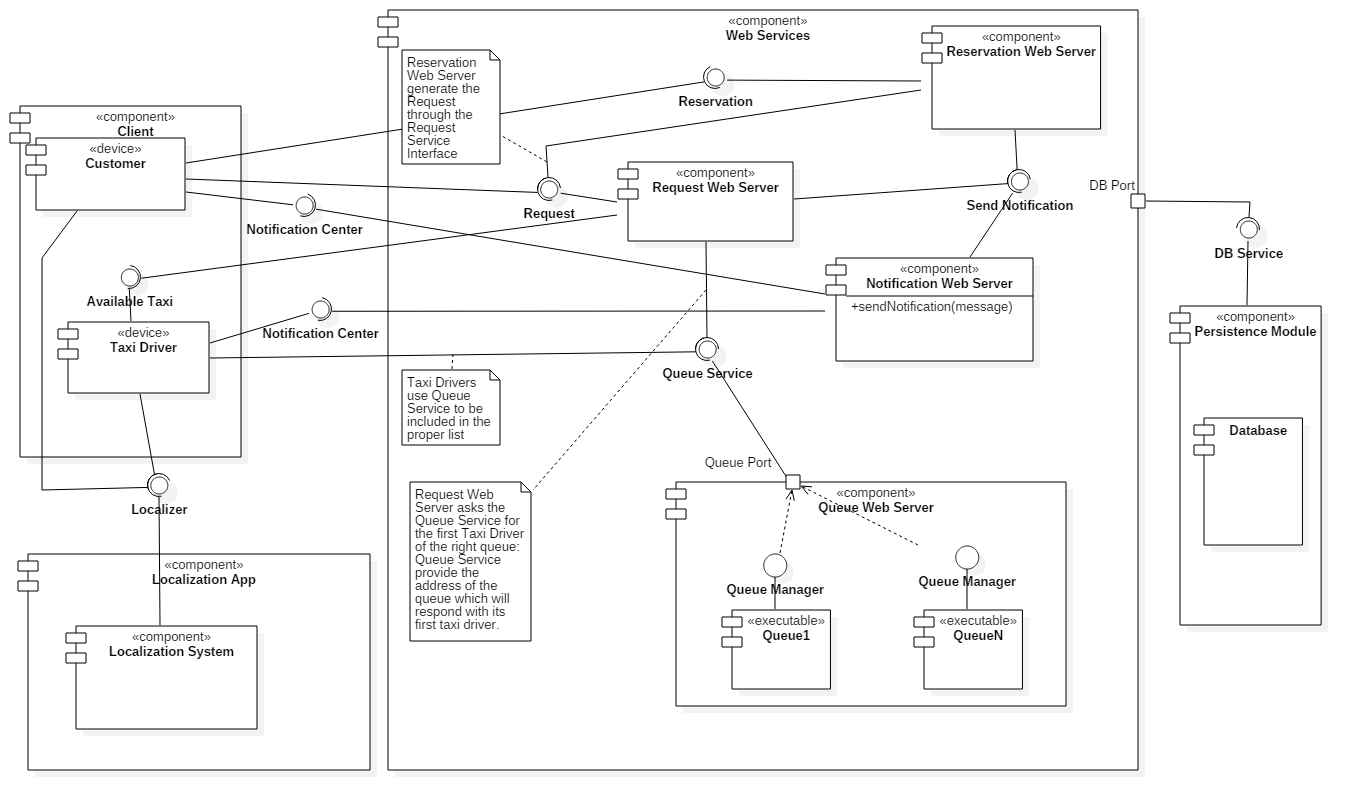 «component»
Web Services
«component»
Reservation Web Server
Reservation
Web Server
generate the
Request
through the
Request
Service
Interface
Reservation
«component»
Client
«device»
Customer
«component»
Request Web Server
Request
Send Notification
DB Port
Notification Center
DB Service
«component»
Notification Web Server
+sendNotification(message)
Available Taxi
Notification Center
«device»
Taxi Driver
«component»
Persistence Module
Queue Service
Taxi Drivers
use Queue
Service to be
included in the
proper list
Database
Queue Port
Request Web
Server asks the
Queue Service for
the first Taxi Driver
of the right queue:
Queue Service
provide the
address of the
queue which will
respond with its
first taxi driver.
«component»
Queue Web Server
Localizer
«component»
Localization App
Queue Manager
Queue Manager
«component»
Localization System
«executable»
Queue1
«executable»
QueueN